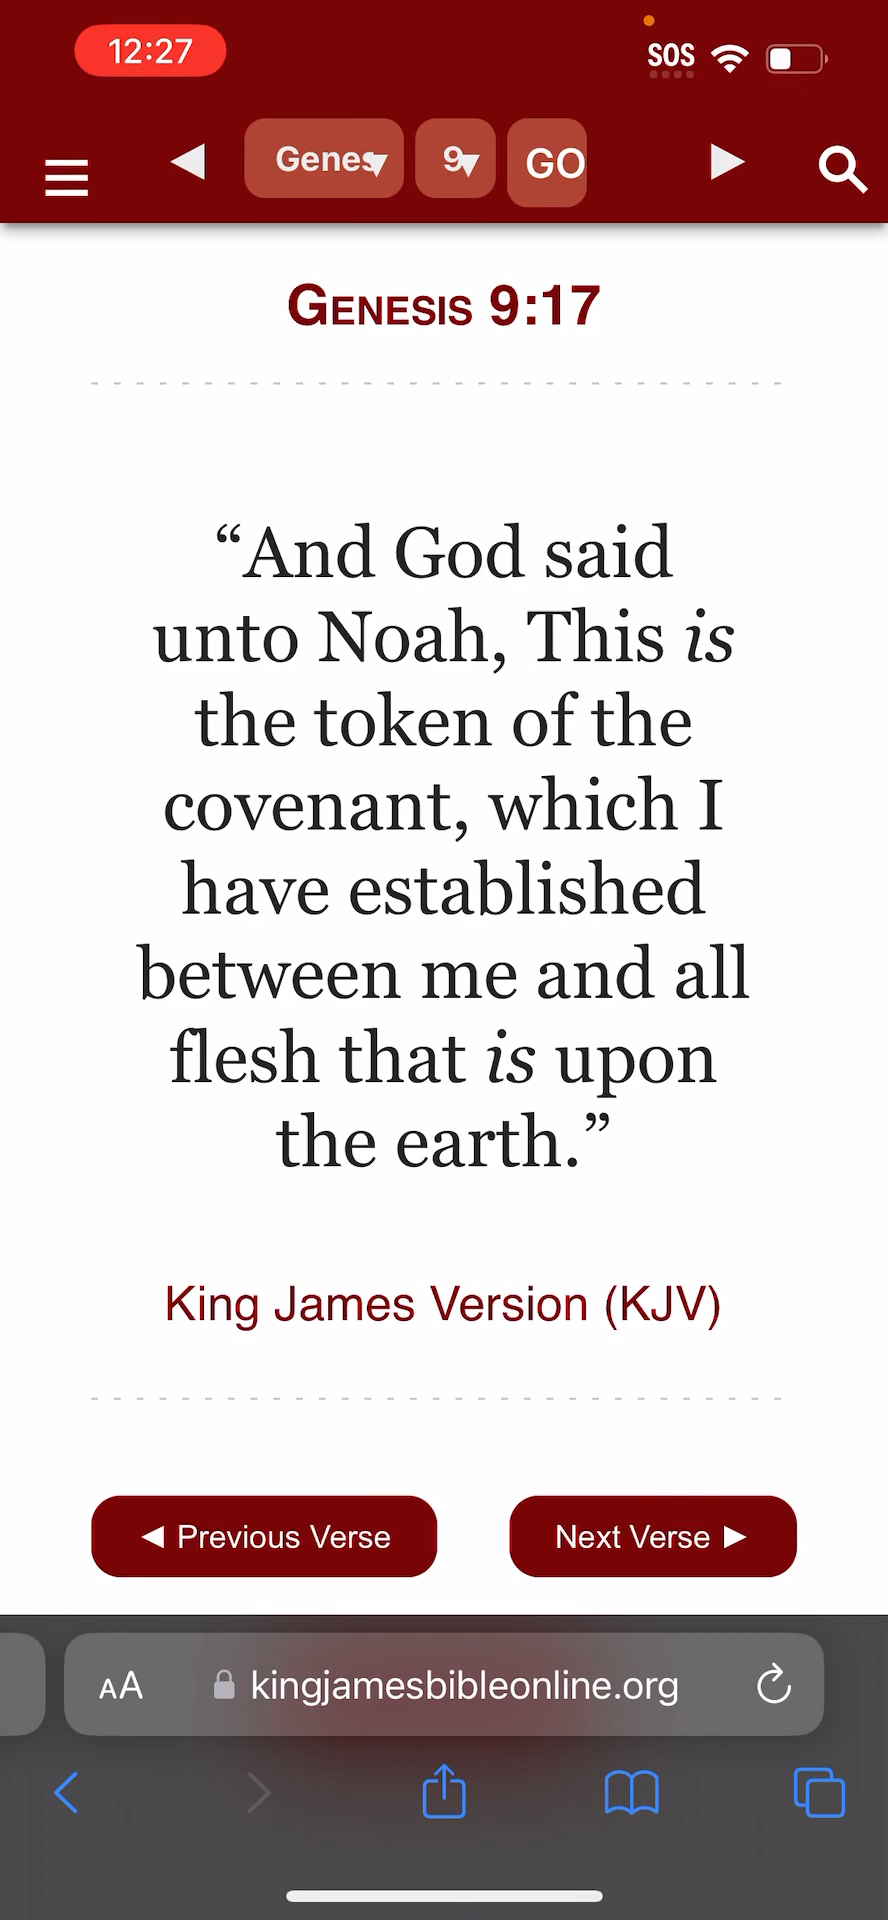 12:27 SOS
Genes 9 GO
GENESIS 9:17
“And God said
unto Noah, This is
the token of the
covenant, which I
have established
between me and all
flesh that is upon
the earth.”
King James Version (KJV)
◄ Previous Verse Next Verse ►
AA kingjamesbibleonline.org